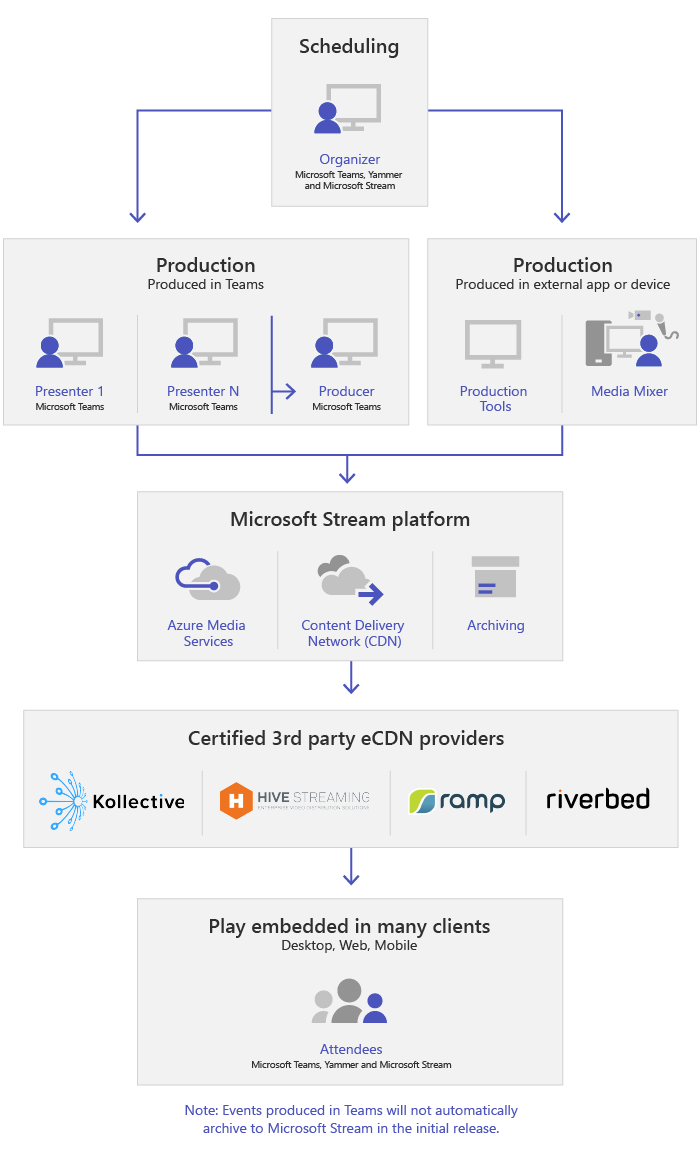 Scheduling
Organizer
Microsoft Teams, Yammer
and Microsoft Stream
Production
Produced in Teams
Presenter 1
Microsoft Teams
Presenter N
Microsoft Teams
Producer
Microsoft Teams
Production
Produced in external app or device
Production
Tools
Media Mixer
Microsoft Stream platform
Azure Media
Services
Content Delivery
Network (CDN)
Archiving
Certified 3rd party eCDN providers
Kollective
H
HIVE STREAMING
ENTERPRISE VIDEO DISTRIBUTION SOLUTIONS
ramp
riverbed
Play embedded in many clients
Desktop, Web, Mobile
Attendees
Microsoft Teams, Yammer and Microsoft Stream
Note: Events produced in Teams will not automatically
archive to Microsoft Stream in the initial release.